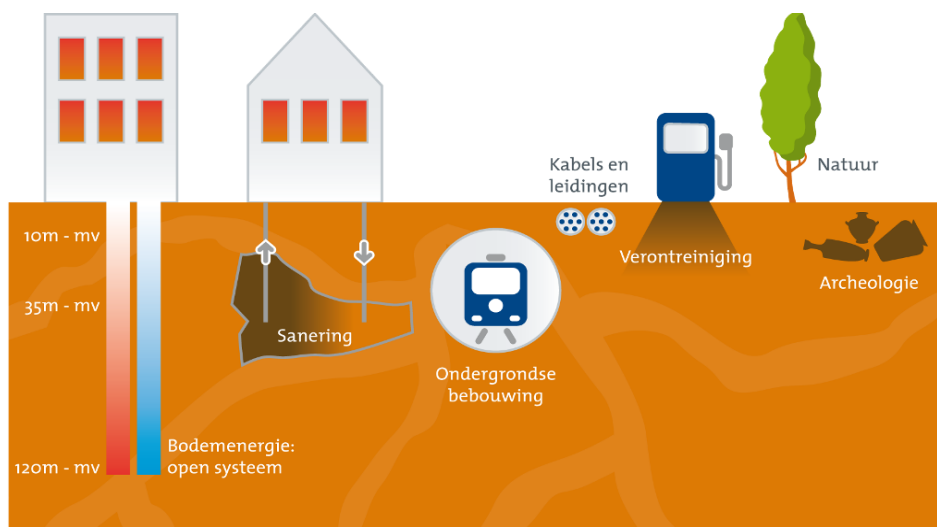 Kabels en
leidingen
Natuur
10m - mv
Verontreiniging
Archeologie
35m - mv
Sanering
Ondergrondse
bebouwing
Bodemenergie:
open systeem
120m - mv